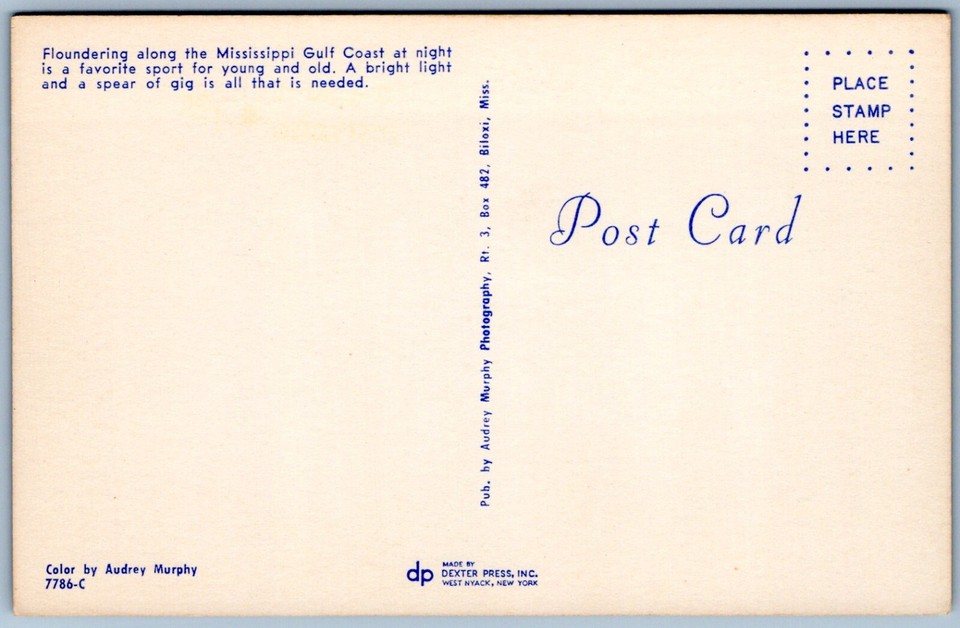 Floundering along the Mississippi Gulf Coast at night
is a favorite sport for young and old. A bright light
and a spear of gig is all that is needed.
PLACE
STAMP
HERE
Post Card
Pub. by Audrey Murphy Photography, Rt. 3, Box 482, Biloxi, Miss.
Color by Audrey Murphy
7786-C
dp
MADE BY
DEXTER PRESS, INC.
WEST NYACK, NEW YORK